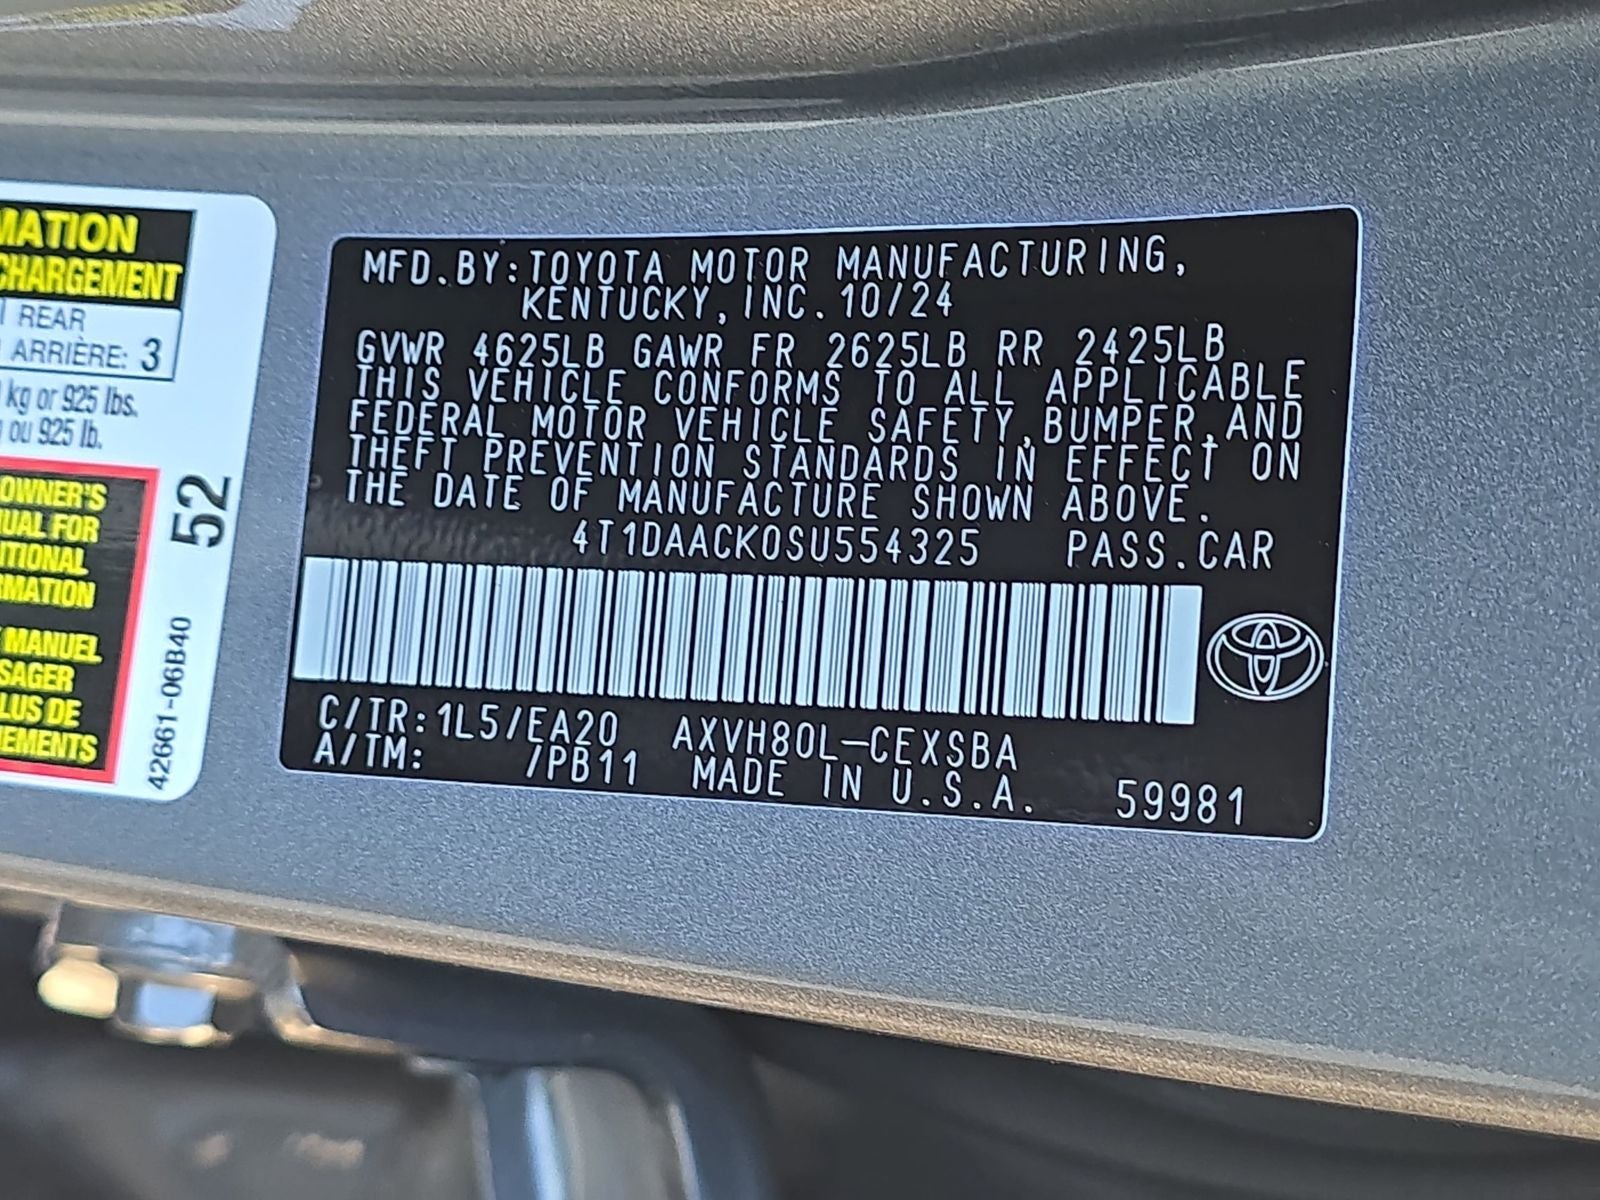 MATION
CHARGEMENT
REAR
ARRIÈRE: 3
kg or 925 lbs.
ou 925 lb.
OWNER'S
UAL FOR
ITIONAL
RMATION
MANUEL
SAGER
LUS DE
EMENTS
52
42661-06B40
MFD.BY:TOYOTA MOTOR MANUFACTURING,
KENTUCKY,INC.10/24
GVWR 4625LB GAWR FR 2625LB RR 2425LB
THIS VEHICLE CONFORMS TO ALL APPLICABLE
FEDERAL MOTOR VEHICLE SAFETY,BUMPER,AND
THEFT PREVENTION STANDARDS IN EFFECT ON
THE DATE OF MANUFACTURE SHOWN ABOVE.
4T1DAACK0SU554325 PASS.CAR
C/TR:1L5/EA20 AXVH80L-CEXSBA
A/TM: /PB11 MADE IN U.S.A. 59981